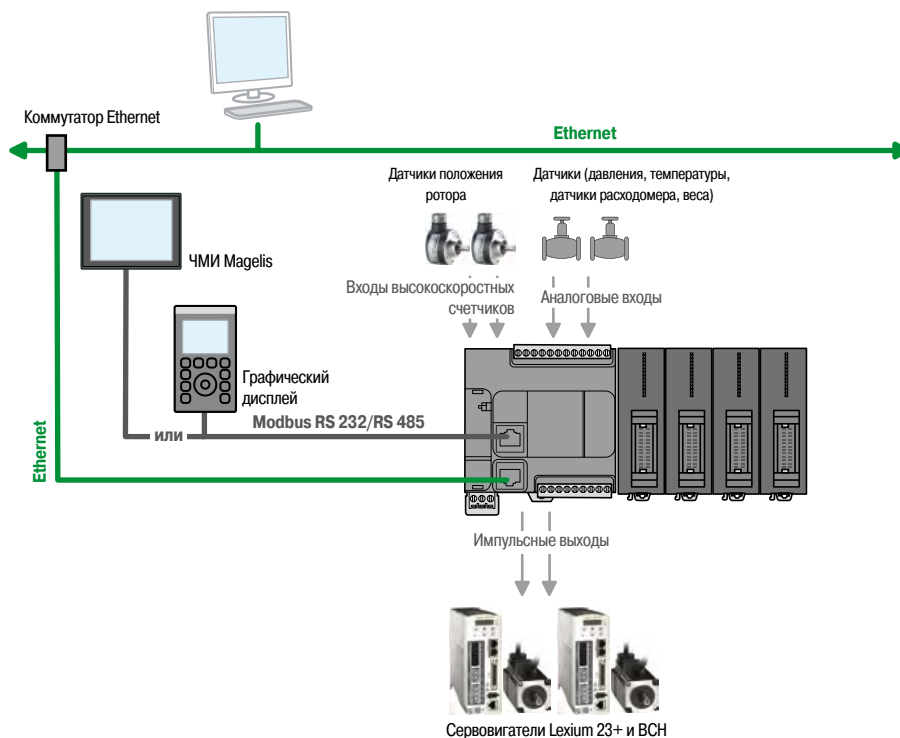 Коммутатор Ethernet
Ethernet
Датчики положения
ротора
Датчики (давления, температуры,
датчики расходомера, веса)
ЧМИ Magelis
Входы высокоскоростных
счетчиков
Аналоговые входы
Графический
дисплей
или
Modbus RS 232/RS 485
Ethernet
Импульсные выходы
Сервовигатели Lexium 23+ и BCH